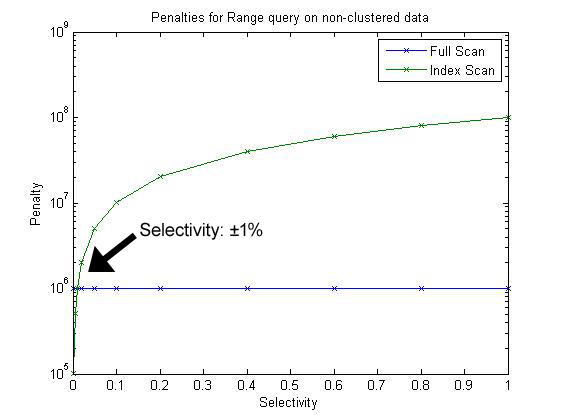 Penalties for Range query on non-clustered data
10^9
Full Scan
Index Scan
10^8
10^7
Penalty
Selectivity: ±1%
10^6
10^5
0 0.1 0.2 0.3 0.4 0.5 0.6 0.7 0.8 0.9 1
Selectivity